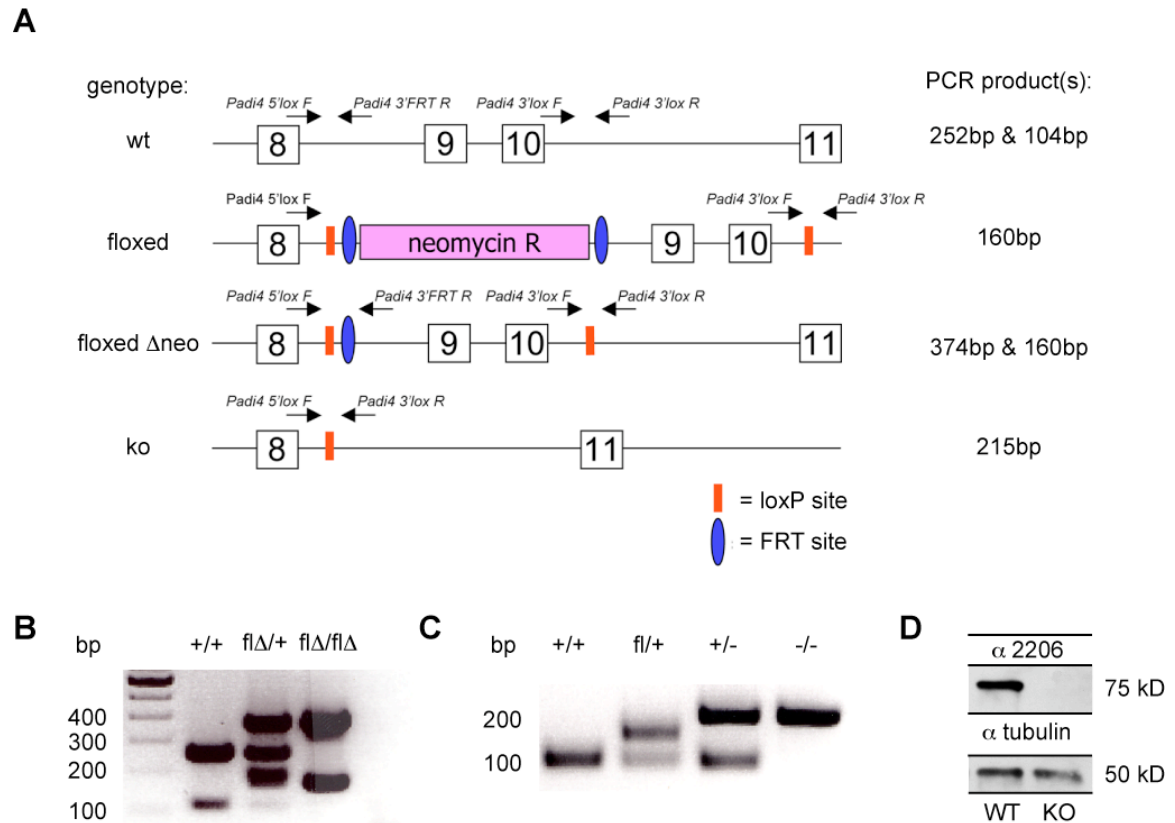 A
genotype:
PCR product(s):
Padi4 5'lox F
Padi4 3'FRT R
Padi4 3'lox F
Padi4 3'lox R
wt
8
9
10
11
252bp & 104bp
Padi4 5'lox F
Padi4 3'lox F
Padi4 3'lox R
floxed
8
neomycin R
9
10
160bp
Padi4 5'lox F
Padi4 3'FRT R
Padi4 3'lox F
Padi4 3'lox R
floxed Δneo
8
9
10
11
374bp & 160bp
Padi4 5'lox F
Padi4 3'lox R
ko
8
11
215bp
= loxP site
= FRT site
B
bp
+/+
flΔ/+
flΔ/flΔ
400
300
200
100
C
bp
+/+
fl/+
+/-
-/-
200
100
D
α 2206
75 kD
α tubulin
50 kD
WT
KO